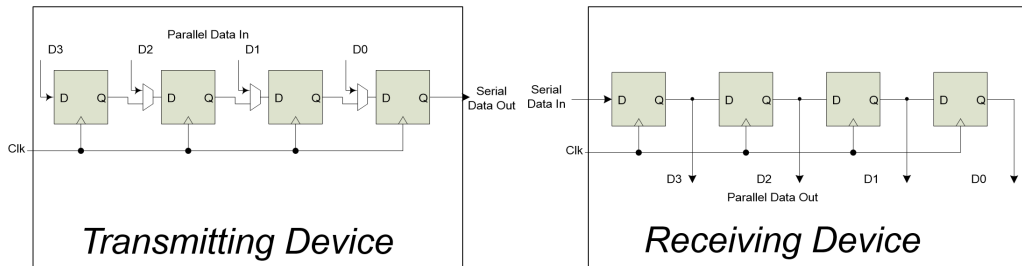 Parallel Data In
D3 D2 D1 D0
D Q D Q D Q D Q
Serial
Data Out
Clk
Transmitting Device
Serial
Data In
D Q D Q D Q D Q
Clk
D3 D2 D1 D0
Parallel Data Out
Receiving Device